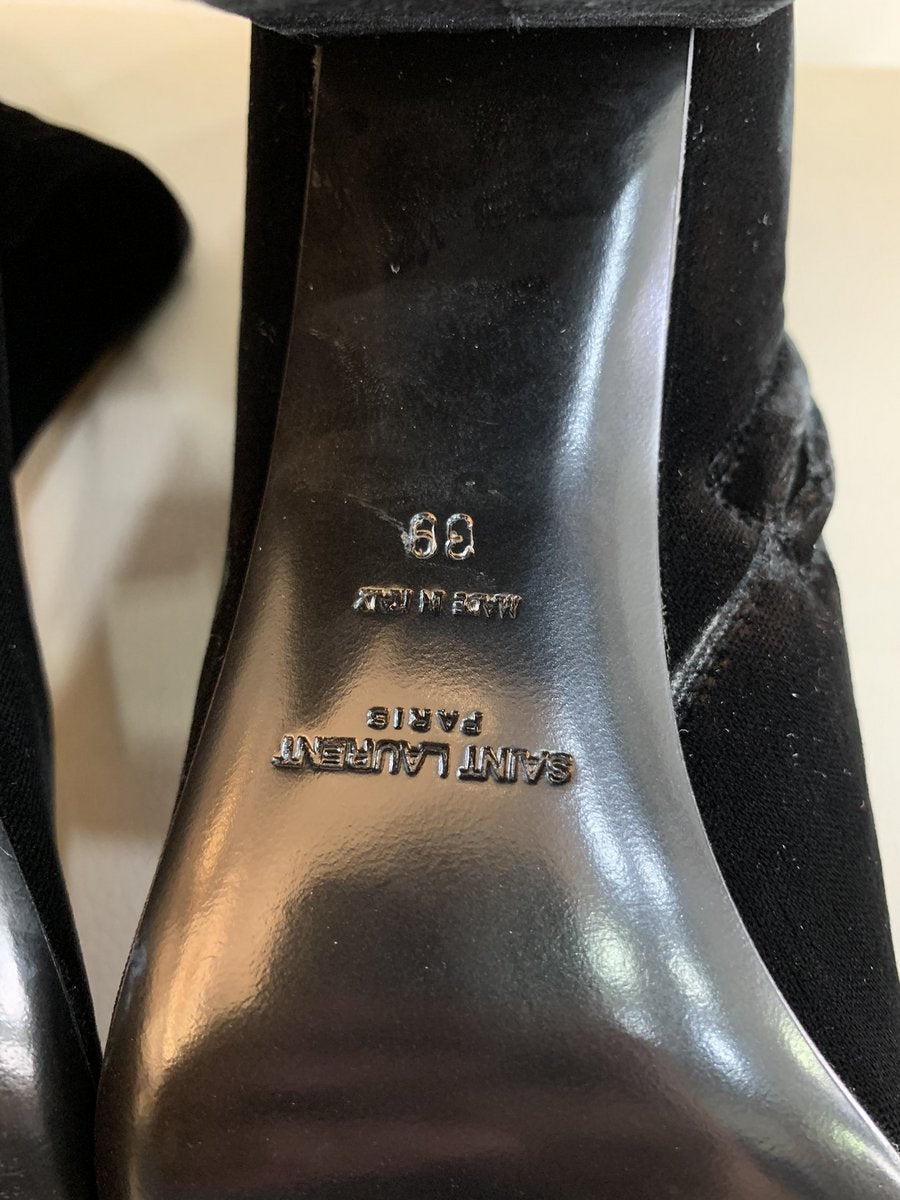 SAINT LAURENT
PARIS
MADE IN ITALY
39